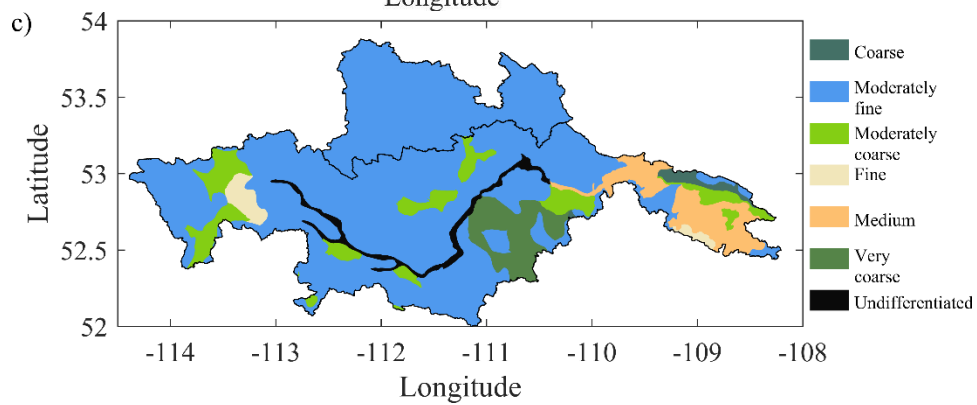 Longitude
c)
54
53.5
53
52.5
52
Latitude
-114
-113
-112
-111
-110
-109
-108
Longitude
Coarse
Moderately
fine
Moderately
coarse
Fine
Medium
Very
coarse
Undifferentiated